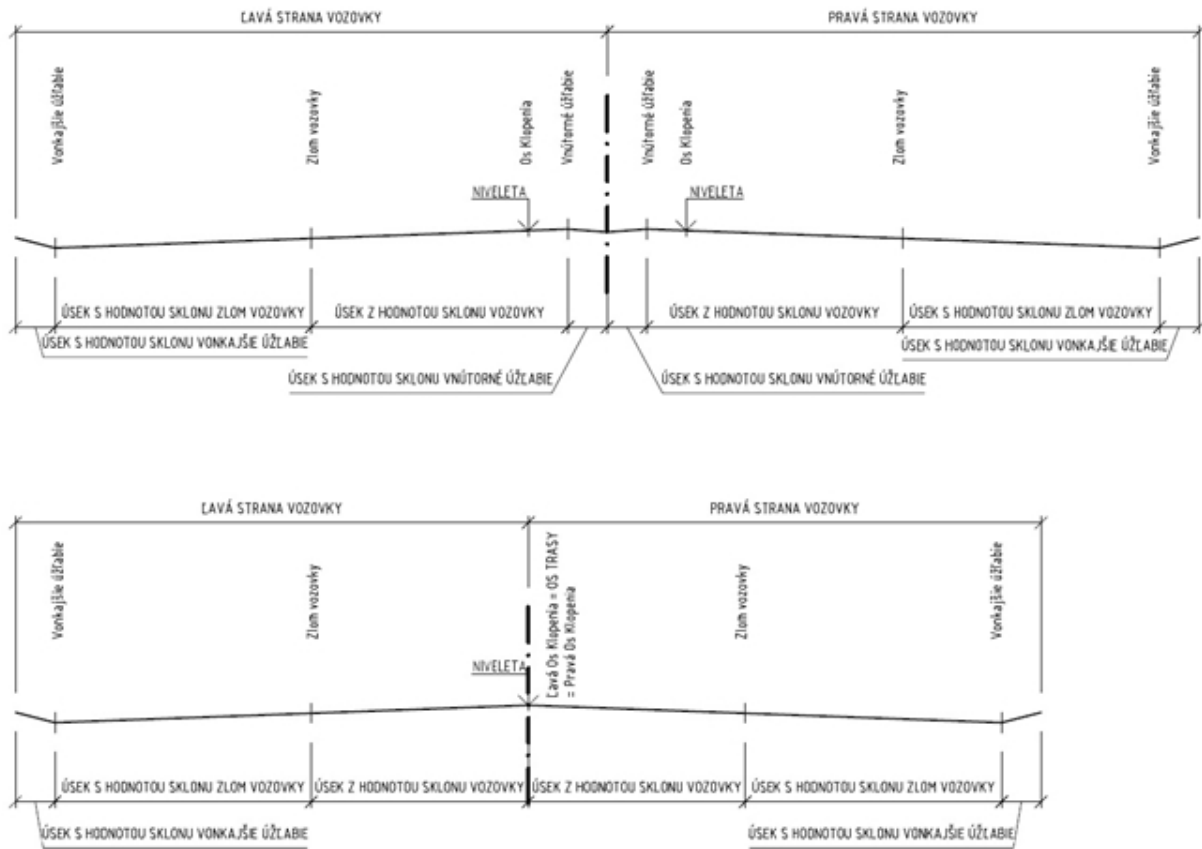 ĽAVÁ STRANA VOZOVKY
PRAVÁ STRANA VOZOVKY
Vonkajšie úžľabie
Zlom vozovky
Os Klopenia
Vnútorné úžľabie
Vnútorné úžľabie
Os Klopenia
Zlom vozovky
Vonkajšie úžľabie
NIVELETA
NIVELETA
ÚSEK S HODNOTOU SKLONU ZLOM VOZOVKY
ÚSEK Z HODNOTOU SKLONU VOZOVKY
ÚSEK Z HODNOTOU SKLONU VOZOVKY
ÚSEK S HODNOTOU SKLONU ZLOM VOZOVKY
ÚSEK S HODNOTOU SKLONU VONKAJŠIE ÚŽĽABIE
ÚSEK S HODNOTOU SKLONU VONKAJŠIE ÚŽĽABIE
ÚSEK S HODNOTOU SKLONU VNÚTORNÉ ÚŽĽABIE
ÚSEK S HODNOTOU SKLONU VNÚTORNÉ ÚŽĽABIE
ĽAVÁ STRANA VOZOVKY
PRAVÁ STRANA VOZOVKY
Vonkajšie úžľabie
Zlom vozovky
Ľavá Os Klopenia = OS TRASY
= Pravá Os Klopenia
Zlom vozovky
Vonkajšie úžľabie
NIVELETA
ÚSEK S HODNOTOU SKLONU ZLOM VOZOVKY
ÚSEK Z HODNOTOU SKLONU VOZOVKY
ÚSEK Z HODNOTOU SKLONU VOZOVKY
ÚSEK S HODNOTOU SKLONU ZLOM VOZOVKY
ÚSEK S HODNOTOU SKLONU VONKAJŠIE ÚŽĽABIE
ÚSEK S HODNOTOU SKLONU VONKAJŠIE ÚŽĽABIE